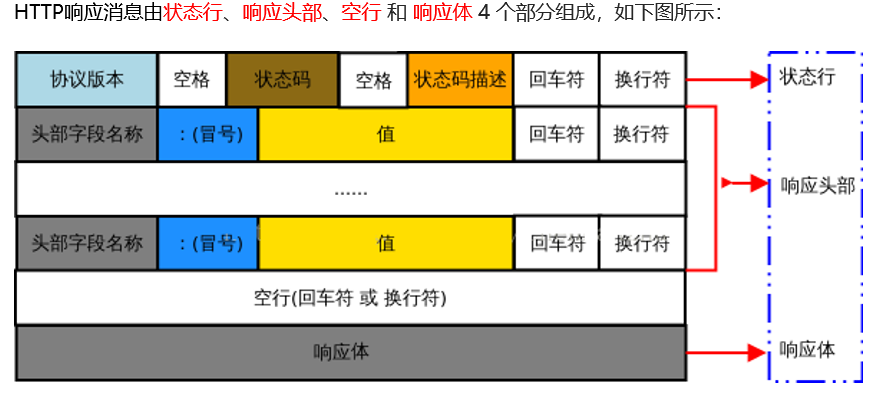 HTTP响应消息由状态行、响应头部、空行 和 响应体 4 个部分组成，如下图所示：
协议版本 空格 状态码 空格 状态码描述 回车符 换行符 状态行
头部字段名称 ：(冒号) 值 回车符 换行符
...... 响应头部
头部字段名称 ：(冒号) 值 回车符 换行符
空行(回车符 或 换行符)
响应体 响应体